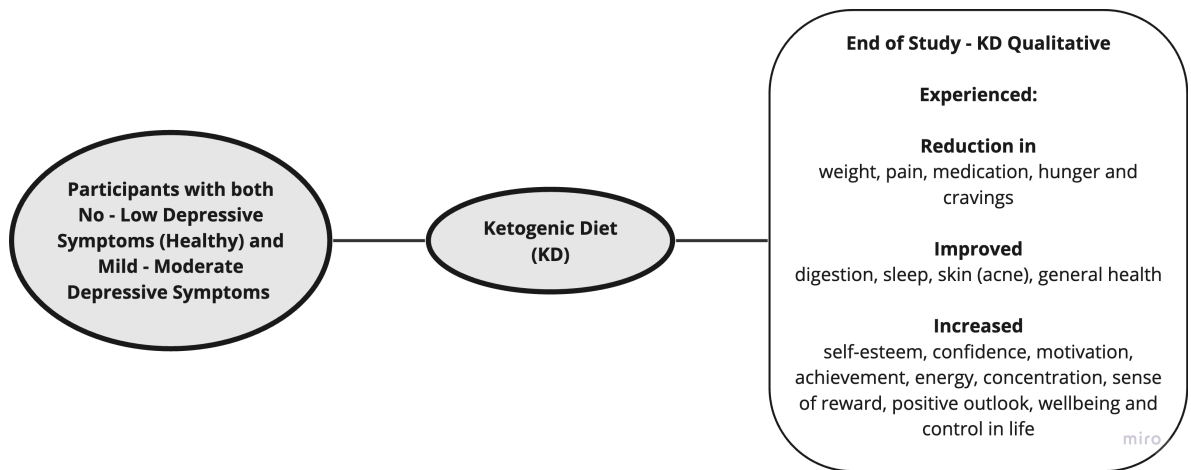 Participants with both
No - Low Depressive
Symptoms (Healthy) and
Mild - Moderate
Depressive Symptoms
Ketogenic Diet
(KD)
End of Study - KD Qualitative
Experienced:
Reduction in
weight, pain, medication, hunger and
cravings
Improved
digestion, sleep, skin (acne), general health
Increased
self-esteem, confidence, motivation,
achievement, energy, concentration, sense
of reward, positive outlook, wellbeing and
control in life
miro